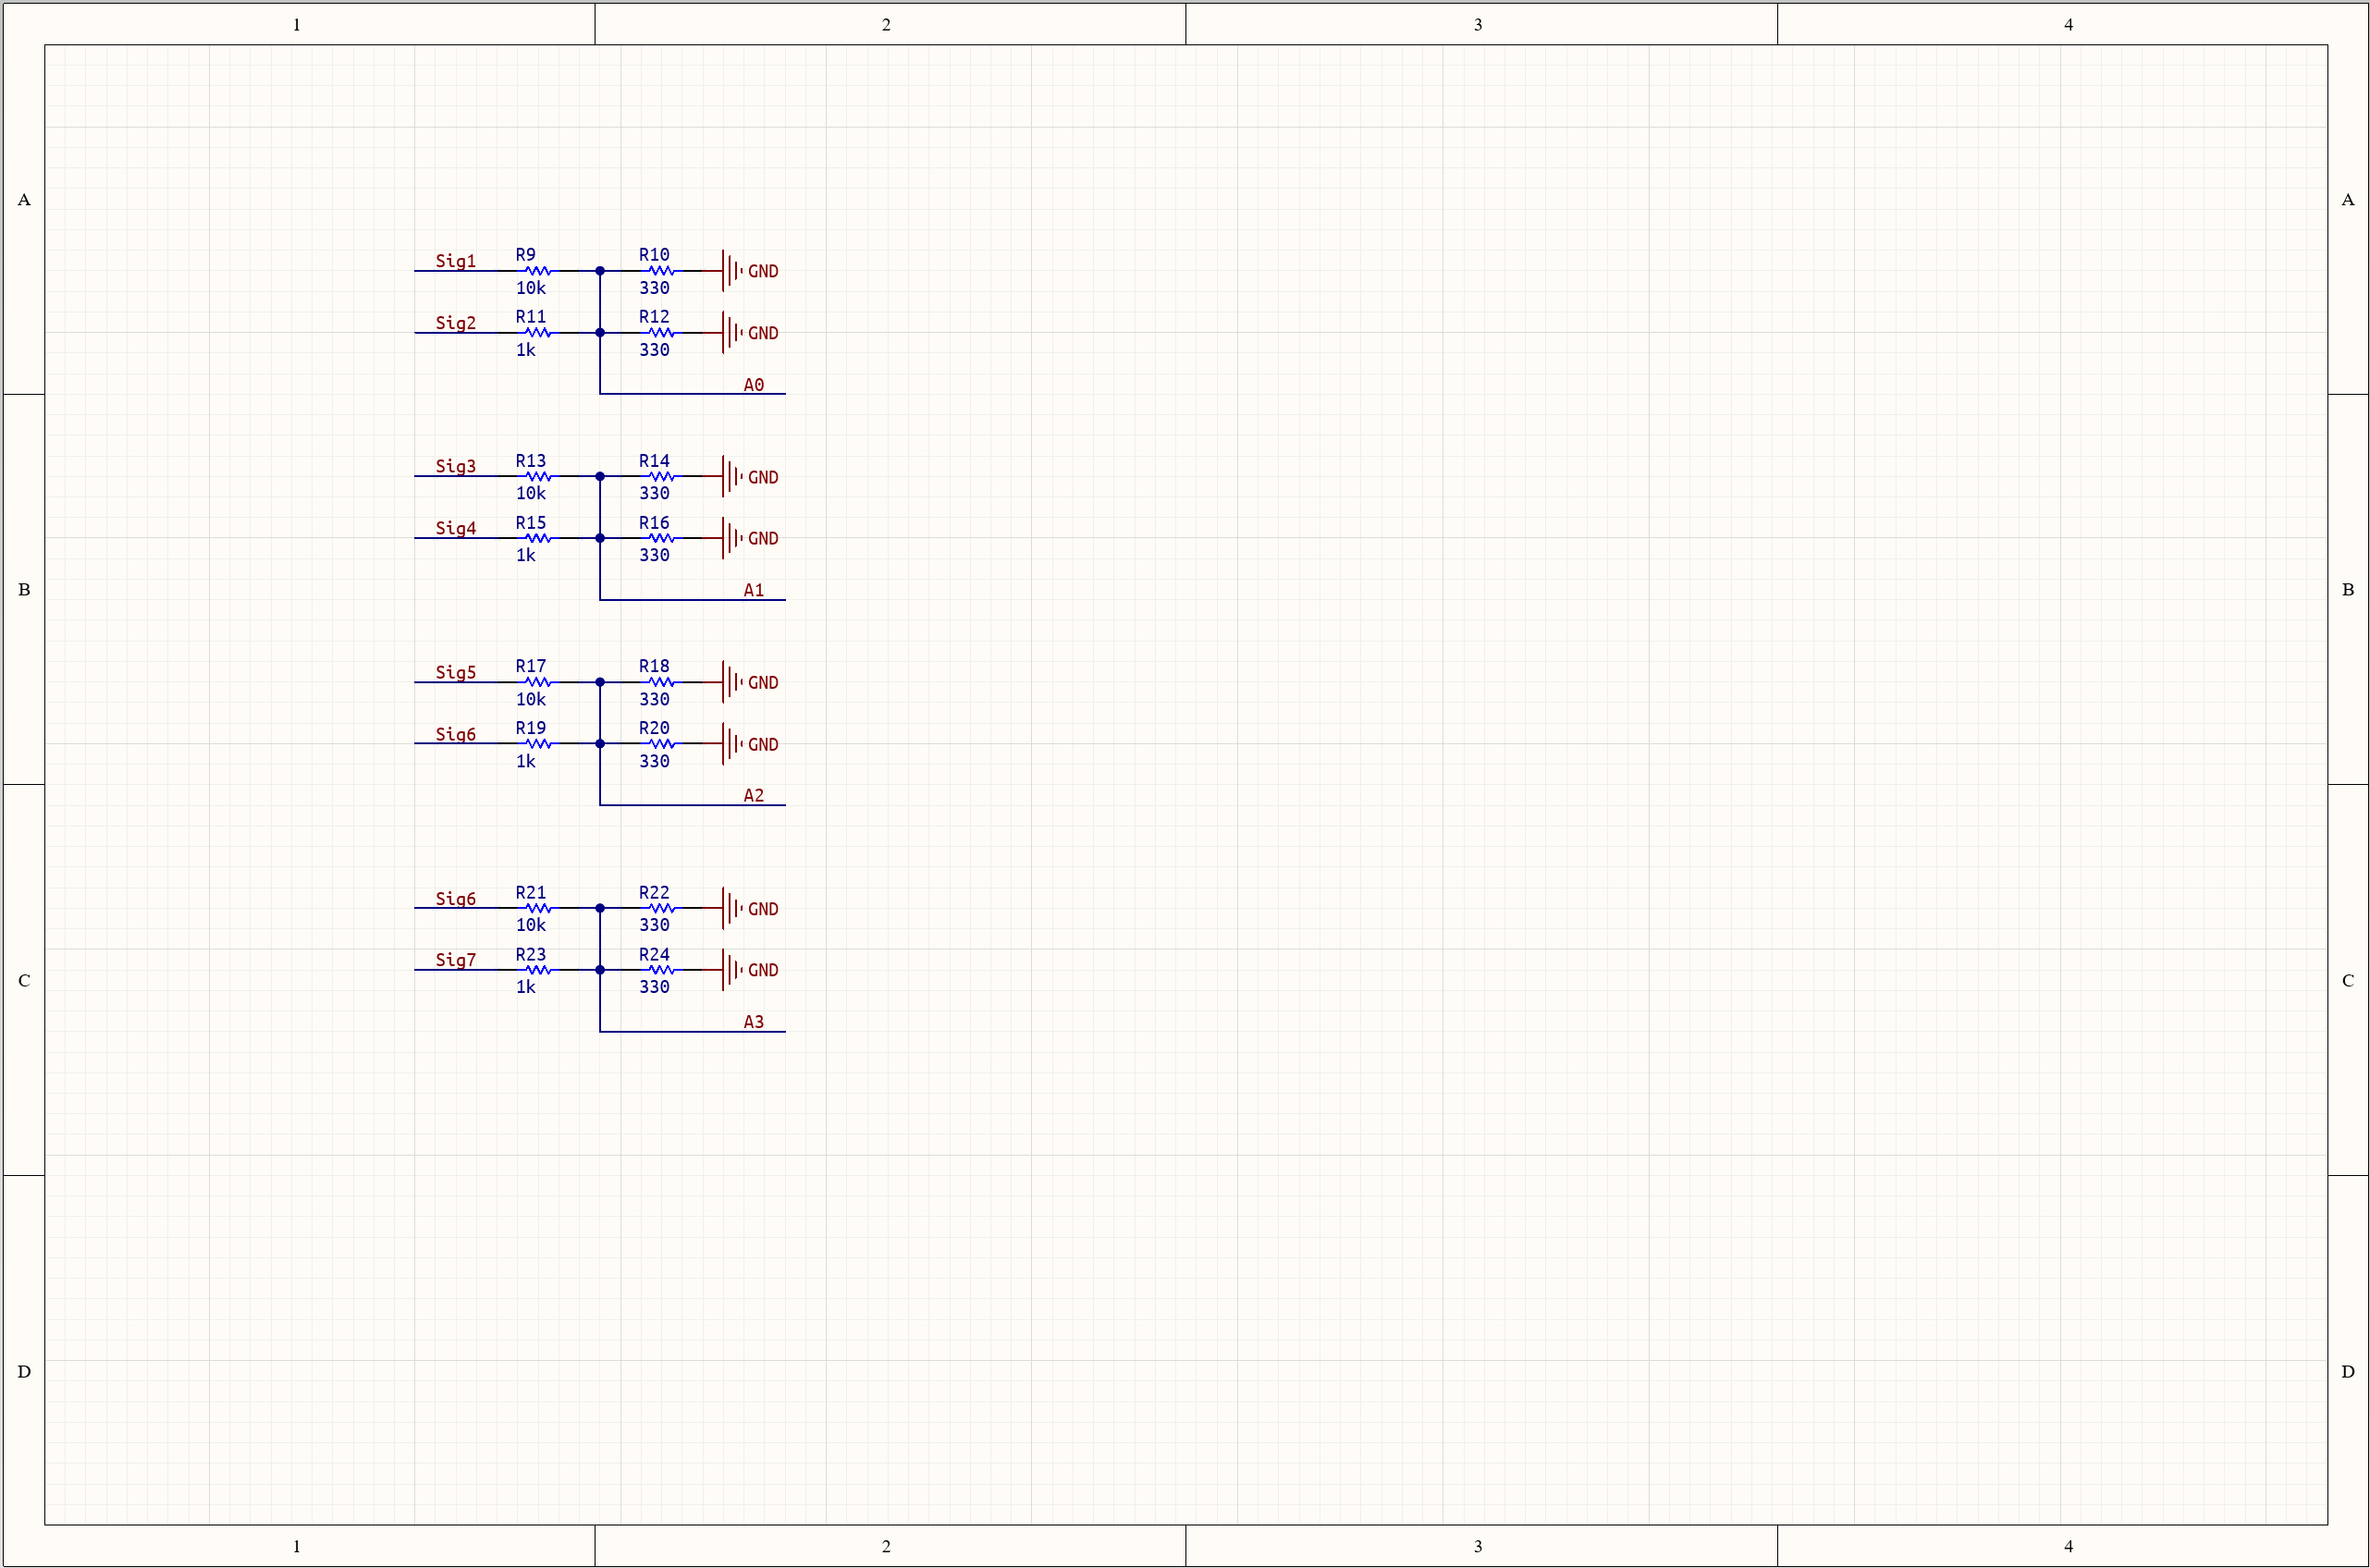 1 2 3 4
A A
Sig1 R9 R10
GND
10k 330
Sig2 R11 R12
GND
1k 330
A0
Sig3 R13 R14
GND
10k 330
Sig4 R15 R16
GND
1k 330
B A1 B
Sig5 R17 R18
GND
10k 330
Sig6 R19 R20
GND
1k 330
A2
Sig6 R21 R22
GND
10k 330
Sig7 R23 R24
GND
C C
1k 330
A3
D D
1 2 3 4